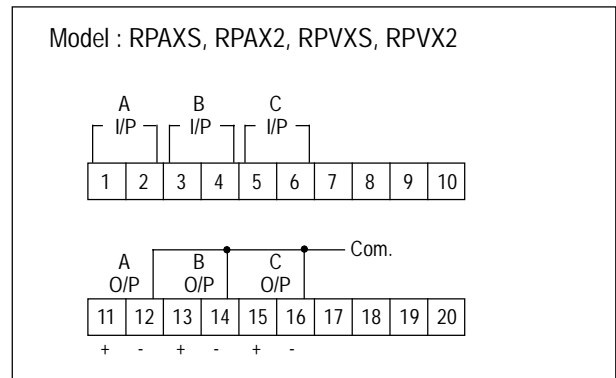 Model : RPAXS, RPAX2, RPVXS, RPVX2
A B C
I/P I/P I/P
1 2 3 4 5 6 7 8 9 10
Com.
A B C
O/P O/P O/P
11 12 13 14 15 16 17 18 19 20
+ - + - + -